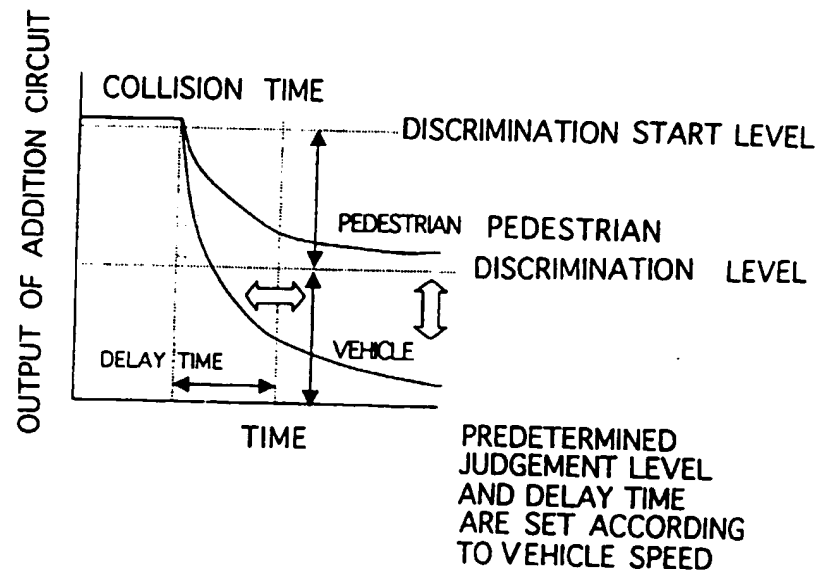 OUTPUT OF ADDITION CIRCUIT
COLLISION TIME
DISCRIMINATION START LEVEL
PEDESTRIAN
PEDESTRIAN
DISCRIMINATION LEVEL
VEHICLE
DELAY TIME
TIME
PREDETERMINED
JUDGEMENT LEVEL
AND DELAY TIME
ARE SET ACCORDING
TO VEHICLE SPEED